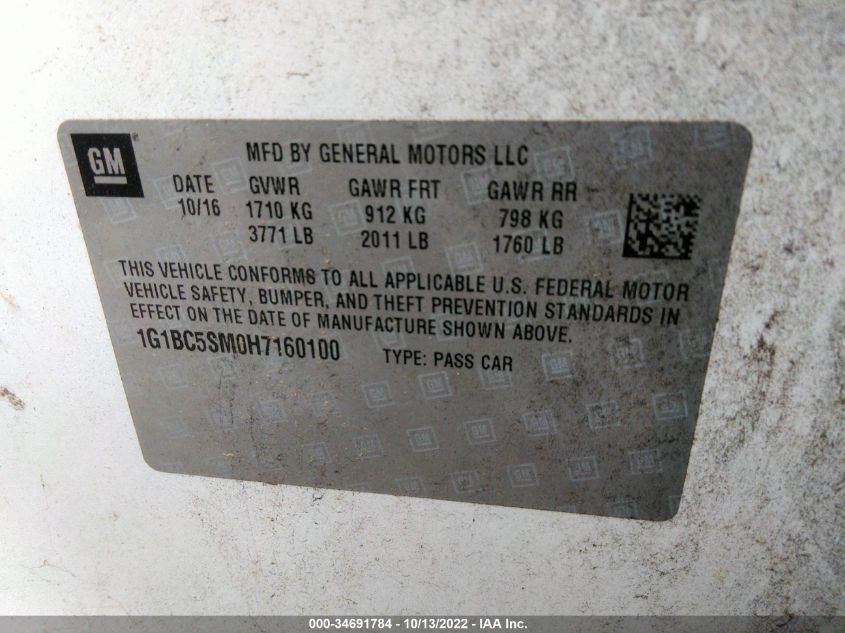 GM
MFD BY GENERAL MOTORS LLC
DATE GVWR GAWR FRT GAWR RR
10/16 1710 KG 912 KG 798 KG
3771 LB 2011 LB 1760 LB
THIS VEHICLE CONFORMS TO ALL APPLICABLE U.S. FEDERAL MOTOR
VEHICLE SAFETY, BUMPER, AND THEFT PREVENTION STANDARDS IN
EFFECT ON THE DATE OF MANUFACTURE SHOWN ABOVE.
1G1BC5SM0H7160100 TYPE: PASS CAR
000-34691784 - 10/13/2022 - IAA Inc.